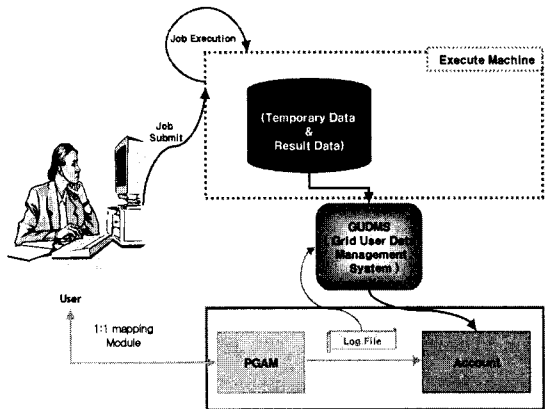 Job Execution
Execute Machine
Job
Submit
(Temporary Data
&
Result Data)
GUDMS
( Grid User Data
Management
System )
User
1:1 mapping
Module
Log File
PGAM
Account